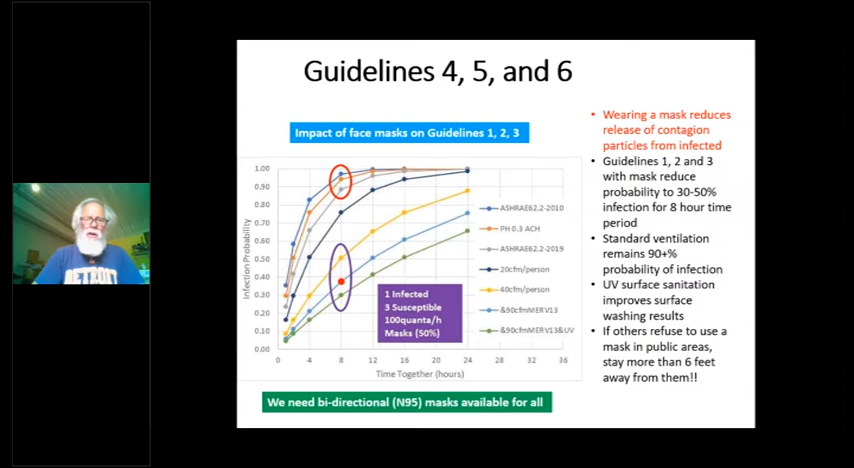 Guidelines 4, 5, and 6
Impact of face masks on Guidelines 1, 2, 3
1.00
0.90
0.80
0.70
0.60
0.50
0.40
0.30
0.20
0.10
0.00
Infection Probability
0
4
8
12
16
20
24
28
32
36
Time Together (hours)
ASHRAE62.2-2010
PH 0.3 ACH
ASHRAE62.2-2019
20cfm/person
40cfm/person
&90cfmMERV13
&90cfmMERV13&UV
1 Infected
3 Susceptible
100quanta/h
Masks (50%)
We need bi-directional (N95) masks available for all
• Wearing a mask reduces
release of contagion
particles from infected
• Guidelines 1, 2 and 3
with mask reduce
probability to 30-50%
infection for 8 hour time
period
• Standard ventilation
remains 90+%
probability of infection
• UV surface sanitation
improves surface
washing results
• If others refuse to use a
mask in public areas,
stay more than 6 feet
away from them!!